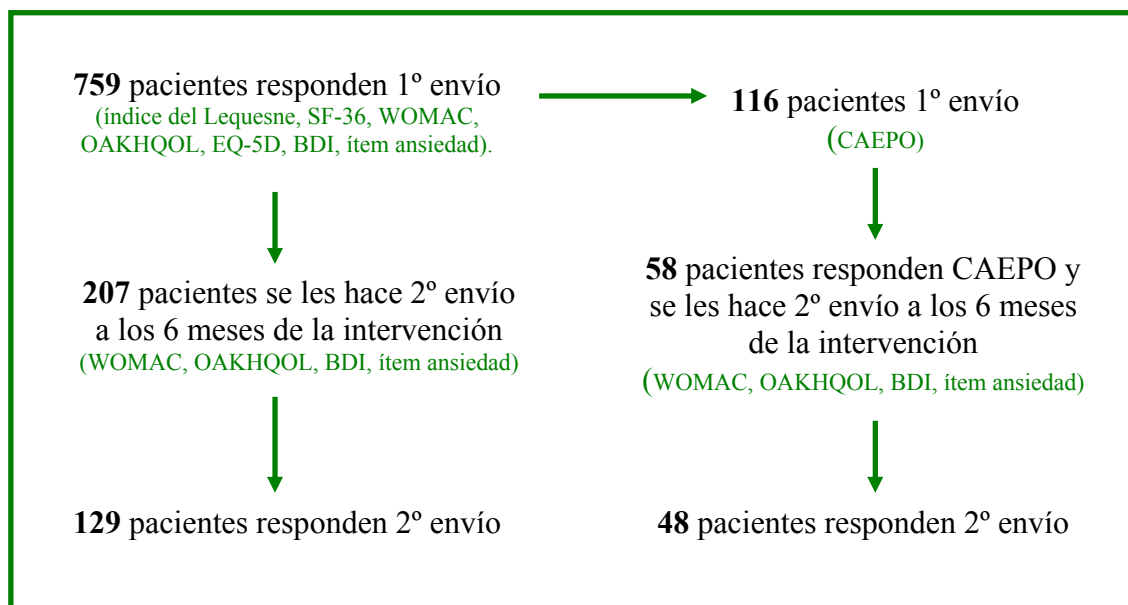 759 pacientes responden 1º envío
(índice del Lequesne, SF-36, WOMAC,
OAKHQOL, EQ-5D, BDI, ítem ansiedad).
116 pacientes 1º envío
(CAEPO)
207 pacientes se les hace 2º envío
a los 6 meses de la intervención
(WOMAC, OAKHQOL, BDI, ítem ansiedad)
58 pacientes responden CAEPO y
se les hace 2º envío a los 6 meses
de la intervención
(WOMAC, OAKHQOL, BDI, ítem ansiedad)
129 pacientes responden 2º envío
48 pacientes responden 2º envío